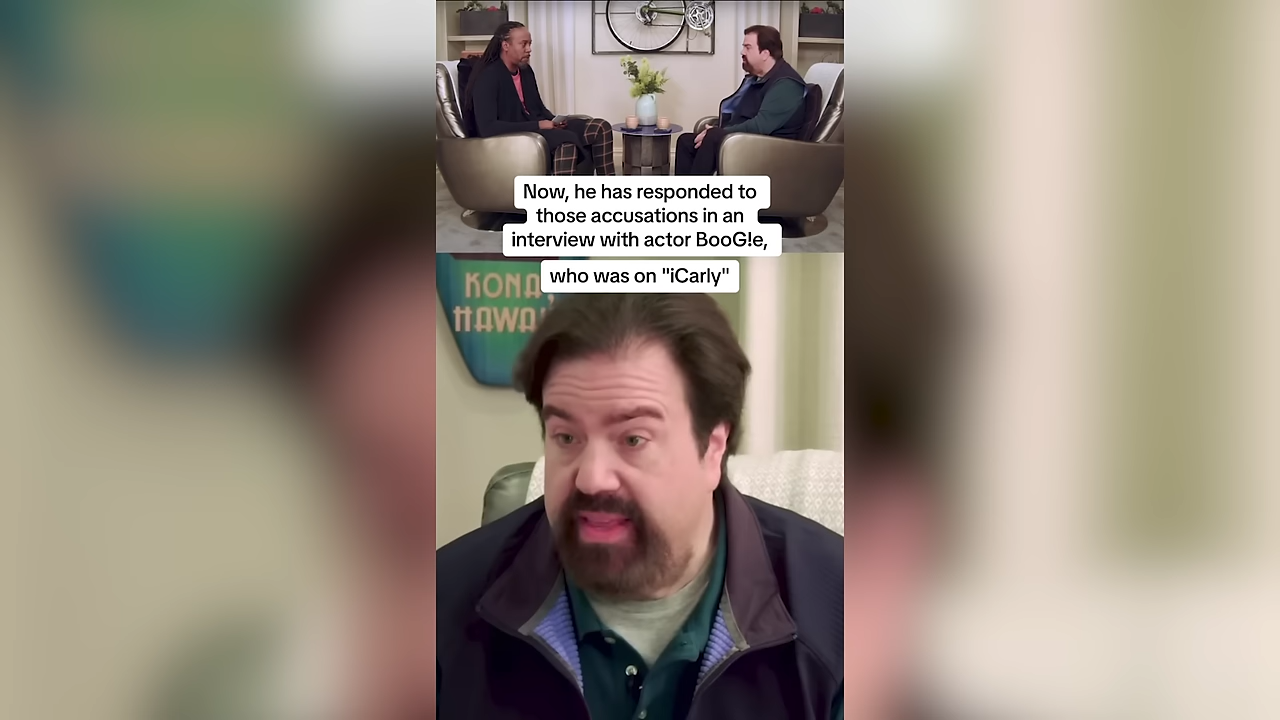 Now, he has responded to
those accusations in an
interview with actor BooG!e,
who was on "iCarly"
KONA,
HAWAI